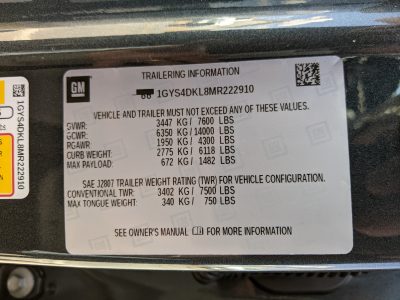 GM
TRAILERING INFORMATION
1GYS4DKL8MR222910
VEHICLE AND TRAILER MUST NOT EXCEED ANY OF THESE VALUES.
GVWR: 3447 KG / 7600 LBS
GCWR: 6350 KG / 14000 LBS
RGAWR 1950 KG / 4300 LBS
CURB WEIGHT: 2775 KG / 6118 LBS
MAX PAYLOAD: 672 KG / 1482 LBS
SAE J2807 TRAILER WEIGHT RATING (TWR) FOR VEHICLE CONFIGURATION.
CONVENTIONAL TWR: 3402 KG / 7500 LBS
MAX TONGUE WEIGHT: 340 KG / 750 LBS
SEE OWNER'S MANUAL FOR MORE INFORMATION
1GYS4DKL8MR222910